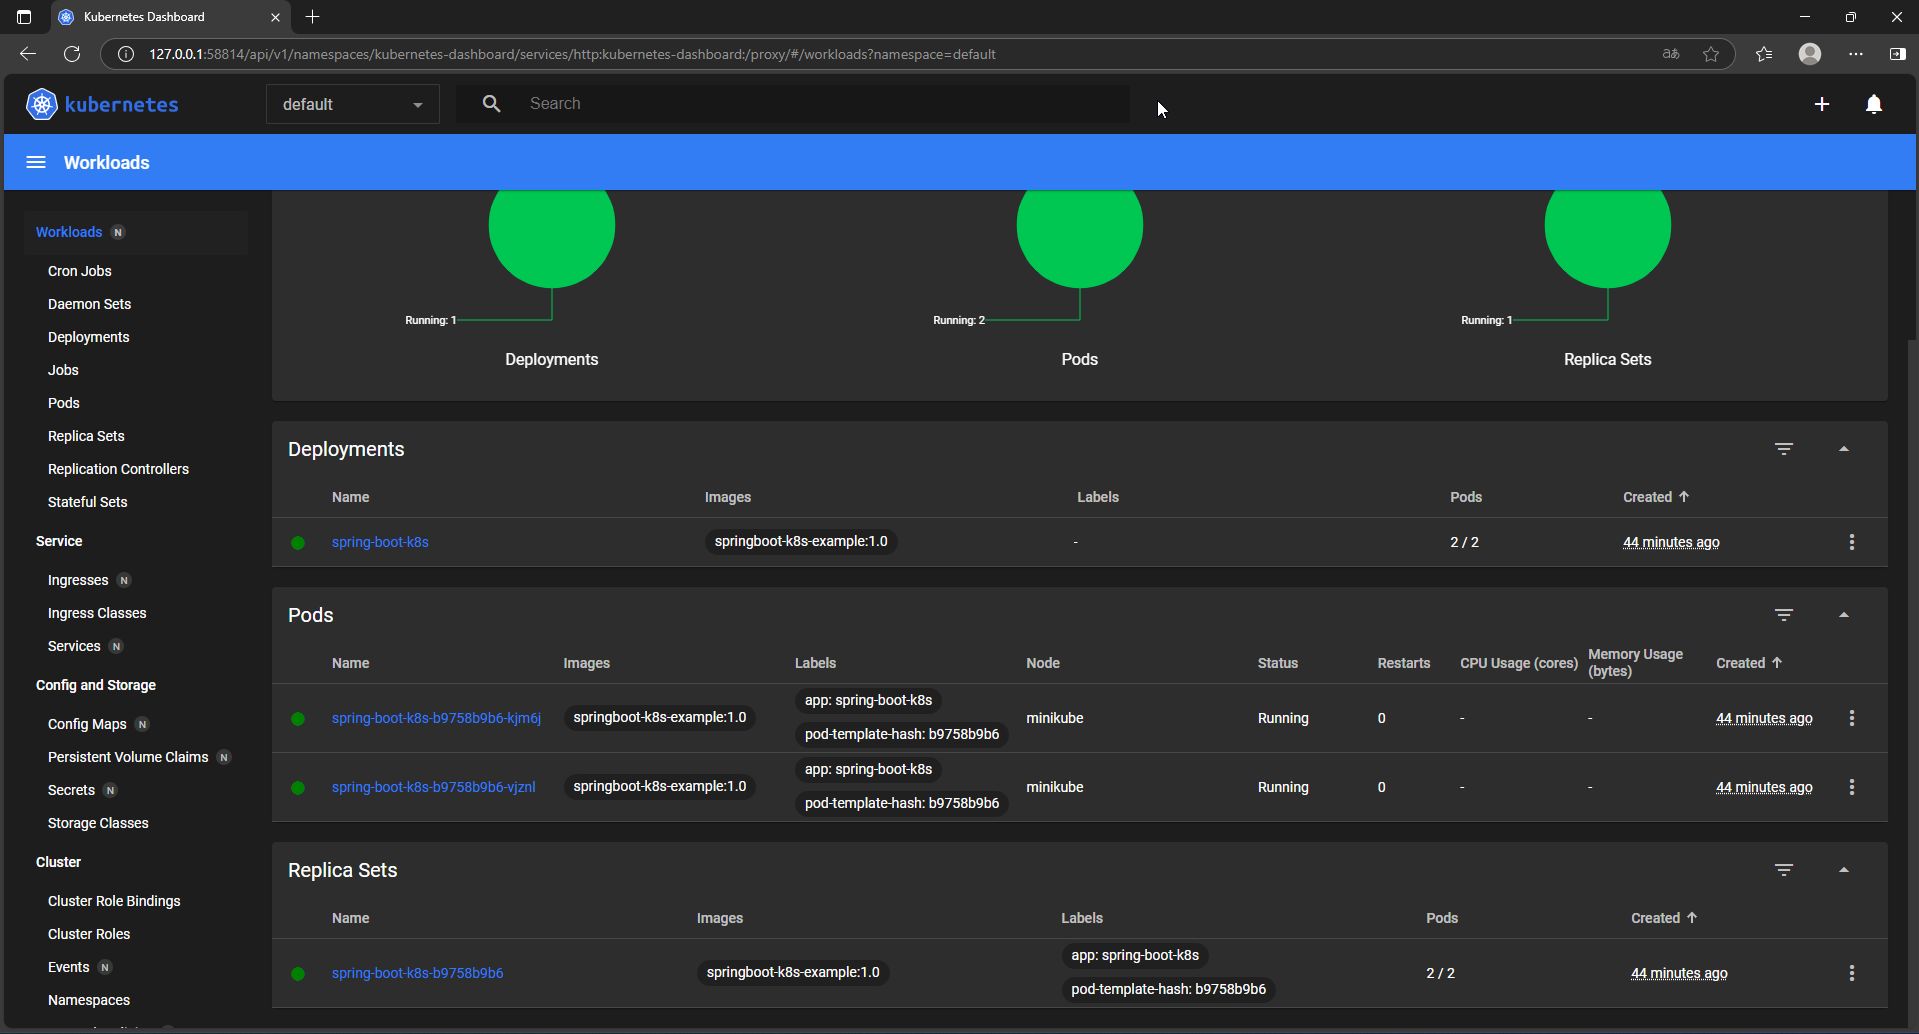 Kubernetes Dashboard
127.0.0.1:58814/api/v1/namespaces/kubernetes-dashboard/services/http:kubernetes-dashboard:/proxy/#/workloads?namespace=default
aあ
kubernetes
default
Search
Workloads
Workloads N
Cron Jobs
Daemon Sets
Deployments
Jobs
Pods
Replica Sets
Replication Controllers
Stateful Sets
Service
Ingresses N
Ingress Classes
Services N
Config and Storage
Config Maps N
Persistent Volume Claims N
Secrets N
Storage Classes
Cluster
Cluster Role Bindings
Cluster Roles
Events N
Namespaces
Running: 1
Deployments
Running: 2
Pods
Running: 1
Replica Sets
Deployments
Name Images Labels Pods Created
spring-boot-k8s springboot-k8s-example:1.0 - 2 / 2 44 minutes ago
Pods
Name Images Labels Node Status Restarts CPU Usage (cores) Memory Usage (bytes) Created
spring-boot-k8s-b9758b9b6-kjm6j springboot-k8s-example:1.0 app: spring-boot-k8s pod-template-hash: b9758b9b6 minikube Running 0 - - 44 minutes ago
spring-boot-k8s-b9758b9b6-vjznl springboot-k8s-example:1.0 app: spring-boot-k8s pod-template-hash: b9758b9b6 minikube Running 0 - - 44 minutes ago
Replica Sets
Name Images Labels Pods Created
spring-boot-k8s-b9758b9b6 springboot-k8s-example:1.0 app: spring-boot-k8s pod-template-hash: b9758b9b6 2 / 2 44 minutes ago